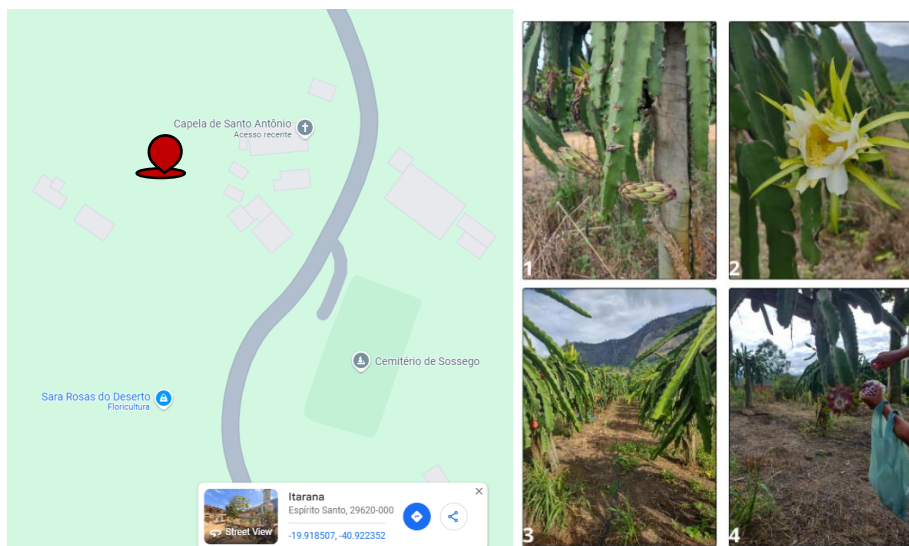 Capela de Santo Antônio
Acesso recente
Cemitério de Sossego
Sara Rosas do Deserto
Floricultura
Itarana
Espírito Santo, 29620-000
Street View
-19.918507, -40.922352
1
2
3
4